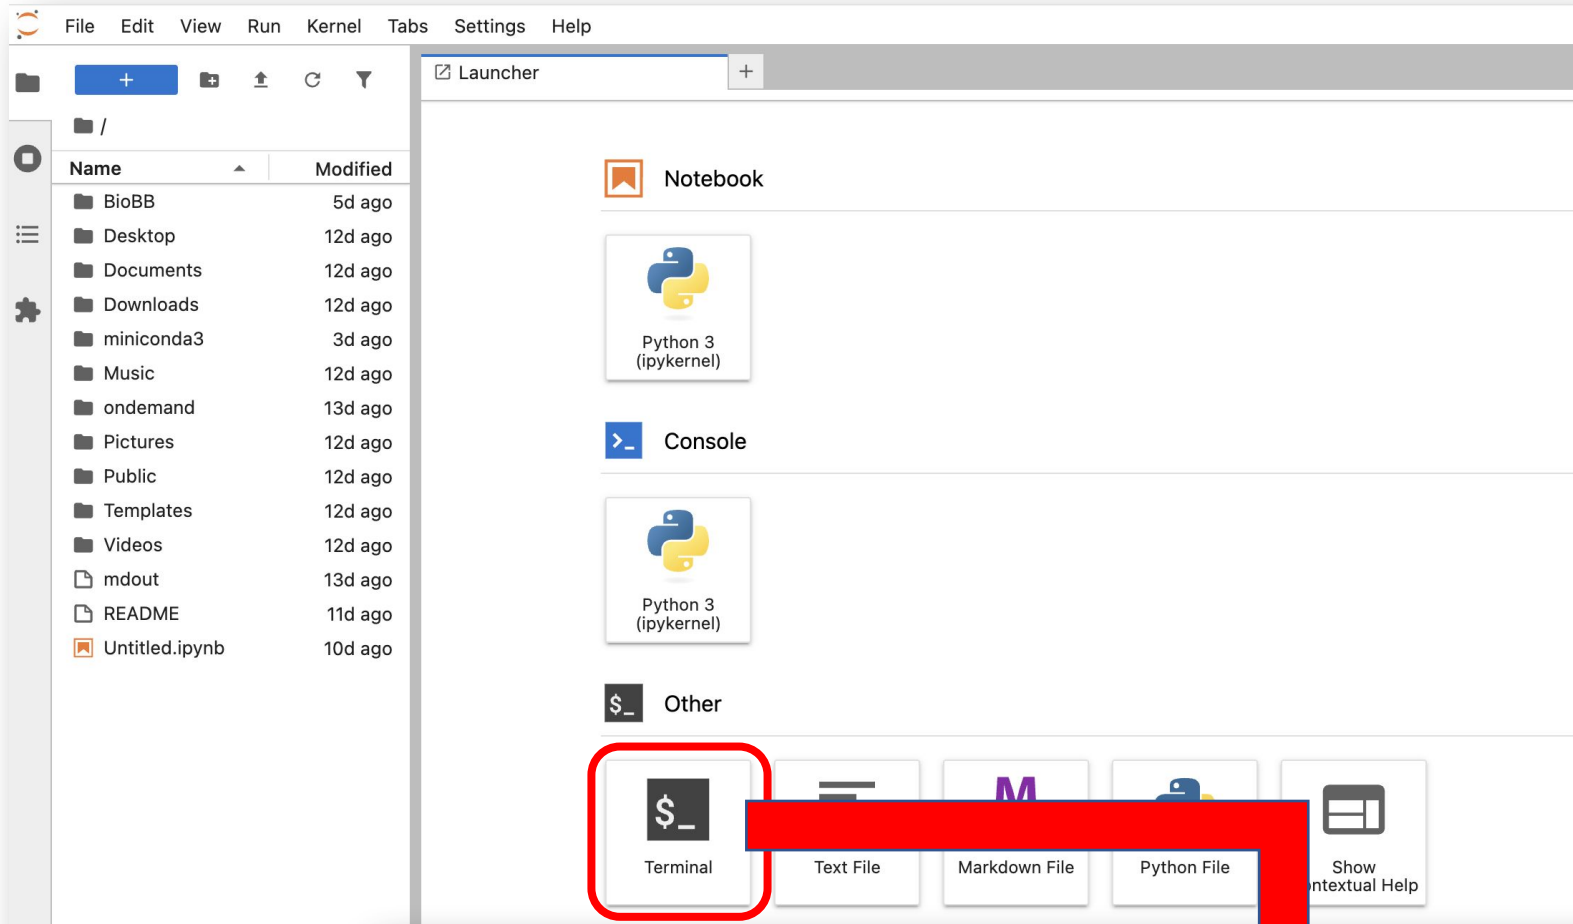 File Edit View Run Kernel Tabs Settings Help
+
Launcher
+
/
Name Modified
BioBB 5d ago
Desktop 12d ago
Documents 12d ago
Downloads 12d ago
miniconda3 3d ago
Music 12d ago
ondemand 13d ago
Pictures 12d ago
Public 12d ago
Templates 12d ago
Videos 12d ago
mdout 13d ago
README 11d ago
Untitled.ipynb 10d ago
Notebook
Python 3
(ipykernel)
>_ Console
Python 3
(ipykernel)
$_ Other
$_
M
Terminal
Text File
Markdown File
Python File
Show
ntextual Help